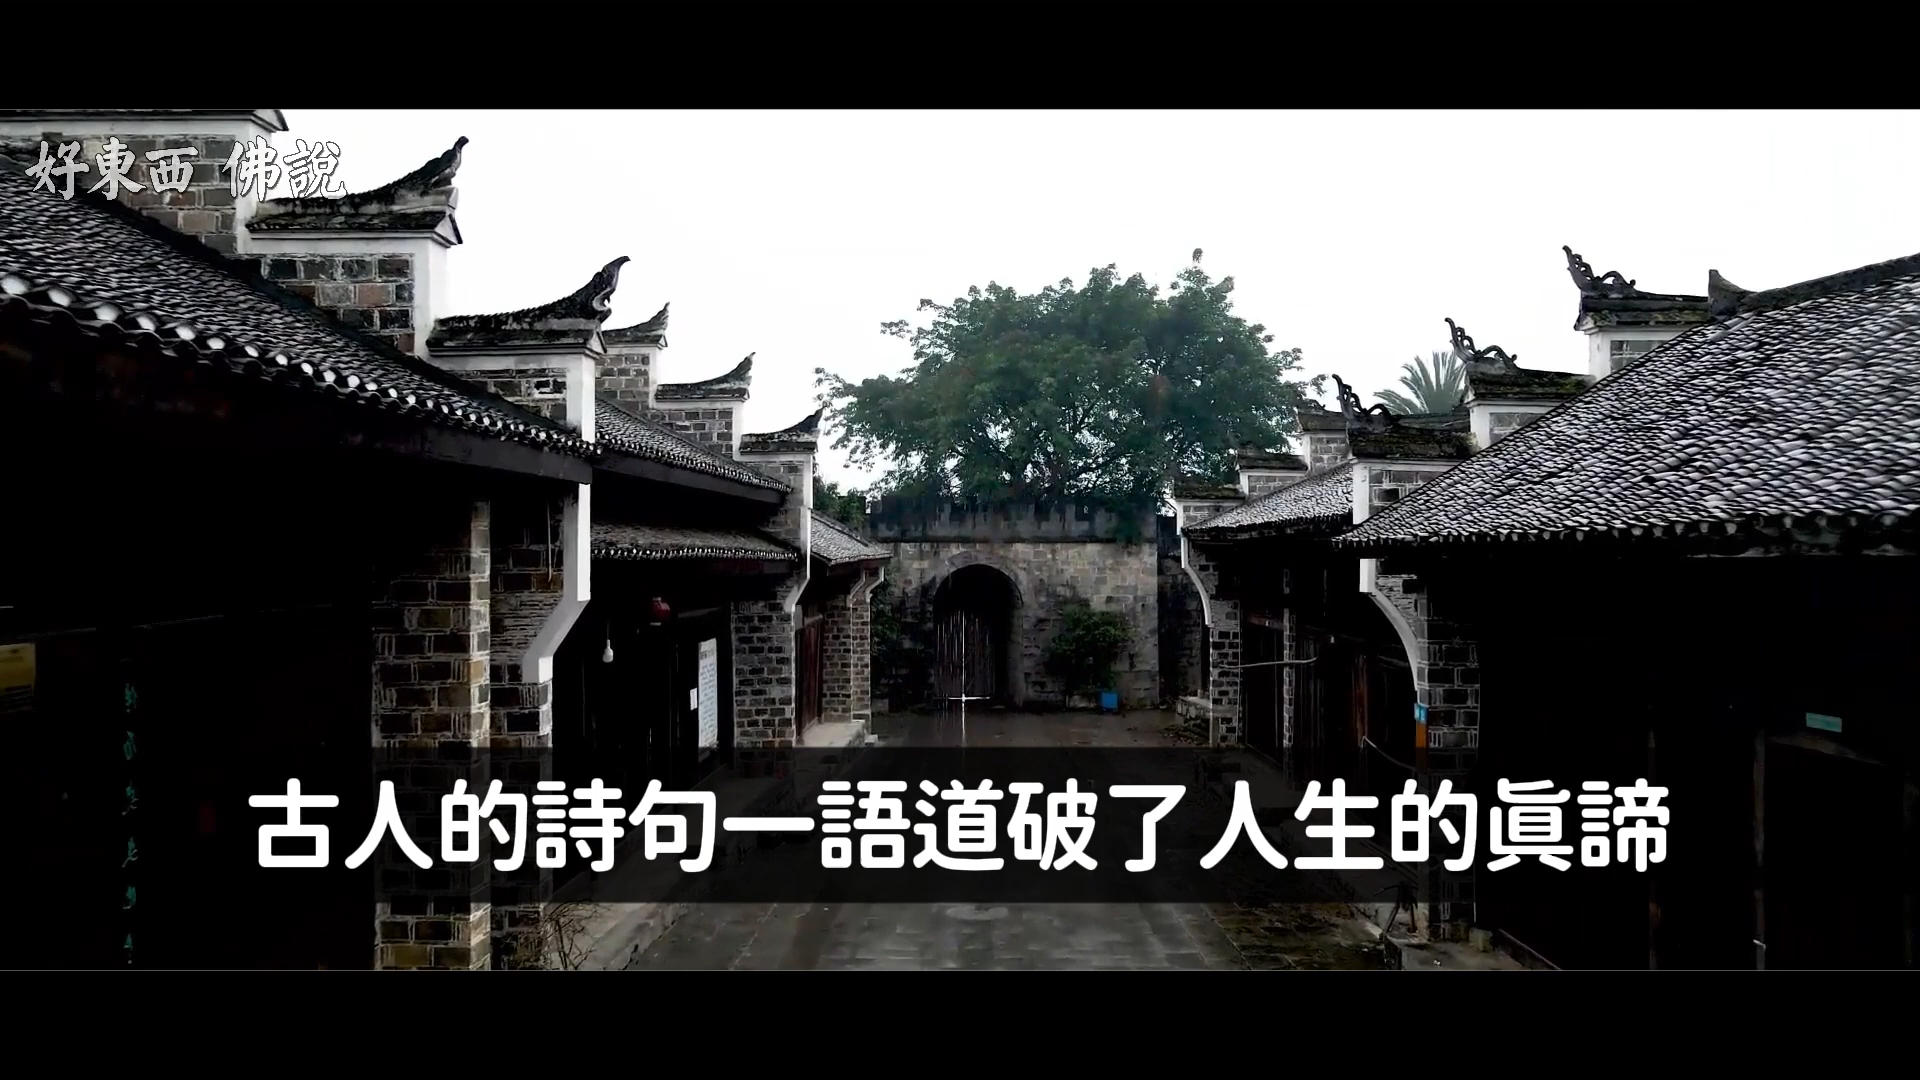 好東西 佛說
古人的詩句一語道破了人生的眞諦